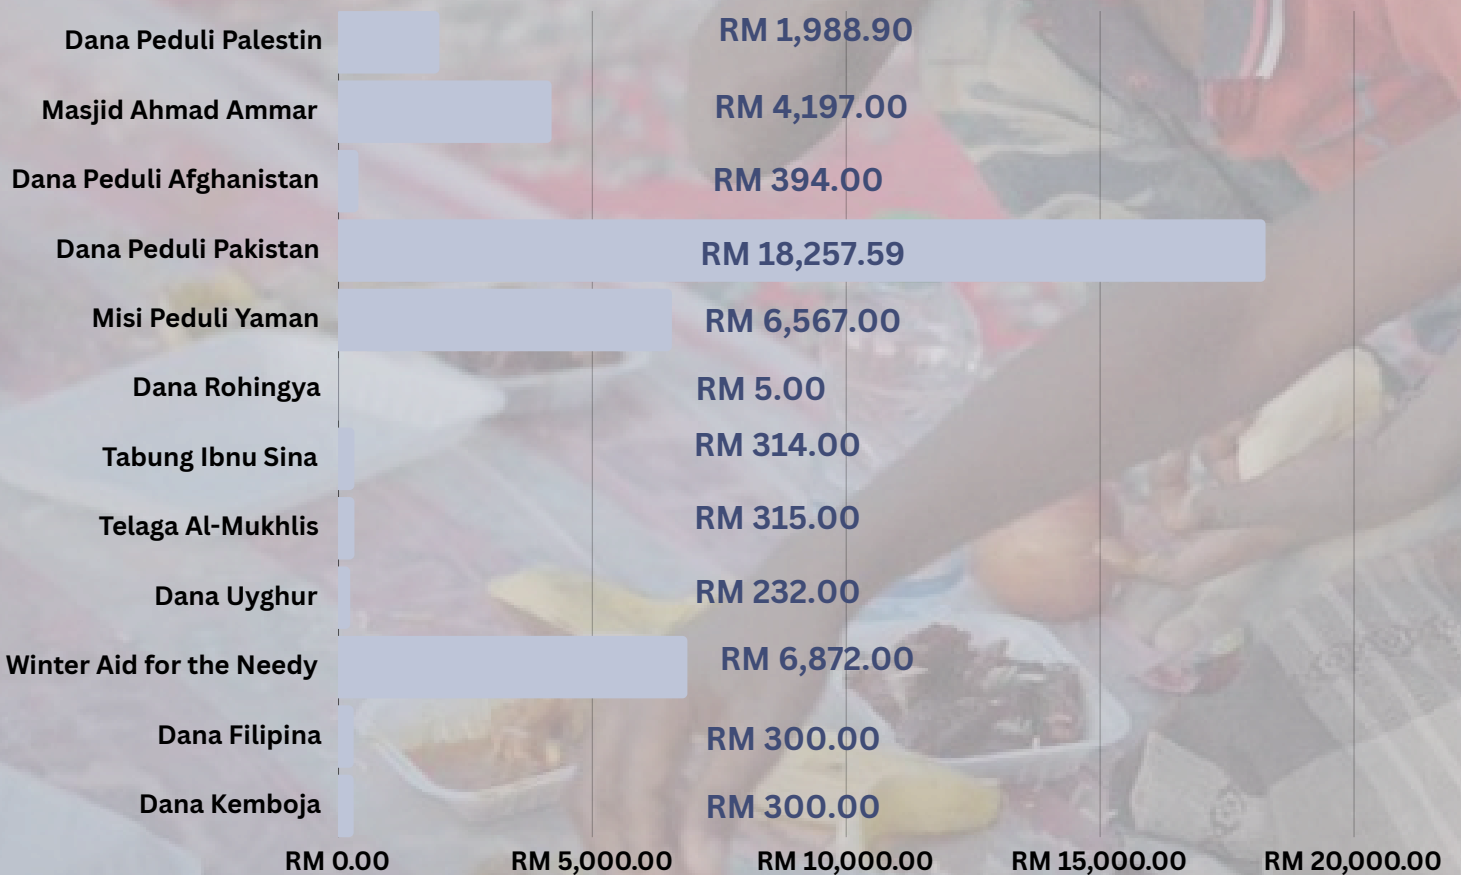 Dana Peduli Palestin RM 1,988.90
Masjid Ahmad Ammar RM 4,197.00
Dana Peduli Afghanistan RM 394.00
Dana Peduli Pakistan RM 18,257.59
Misi Peduli Yaman RM 6,567.00
Dana Rohingya RM 5.00
Tabung Ibnu Sina RM 314.00
Telaga Al-Mukhlis RM 315.00
Dana Uyghur RM 232.00
Winter Aid for the Needy RM 6,872.00
Dana Filipina RM 300.00
Dana Kemboja RM 300.00
RM 0.00 RM 5,000.00 RM 10,000.00 RM 15,000.00 RM 20,000.00